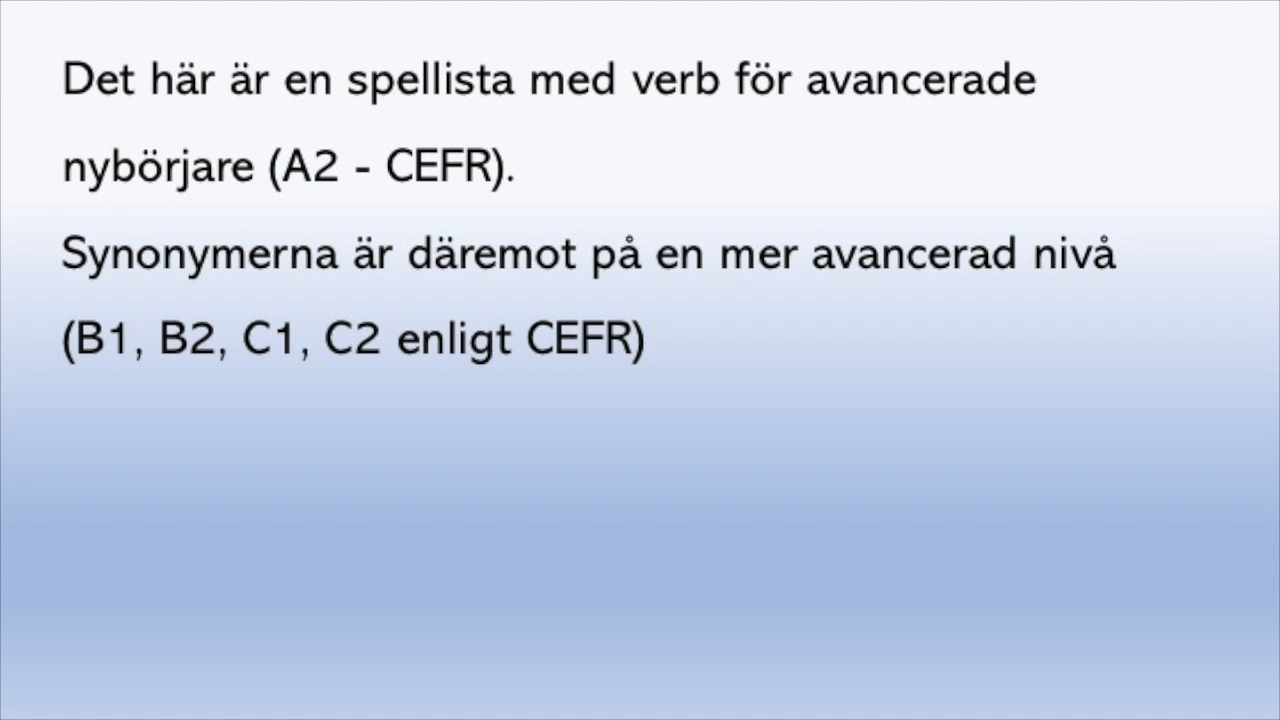 Det här är en spellista med verb för avancerade
nybörjare (A2 - CEFR).
Synonymerna är däremot på en mer avancerad nivå
(B1, B2, C1, C2 enligt CEFR)